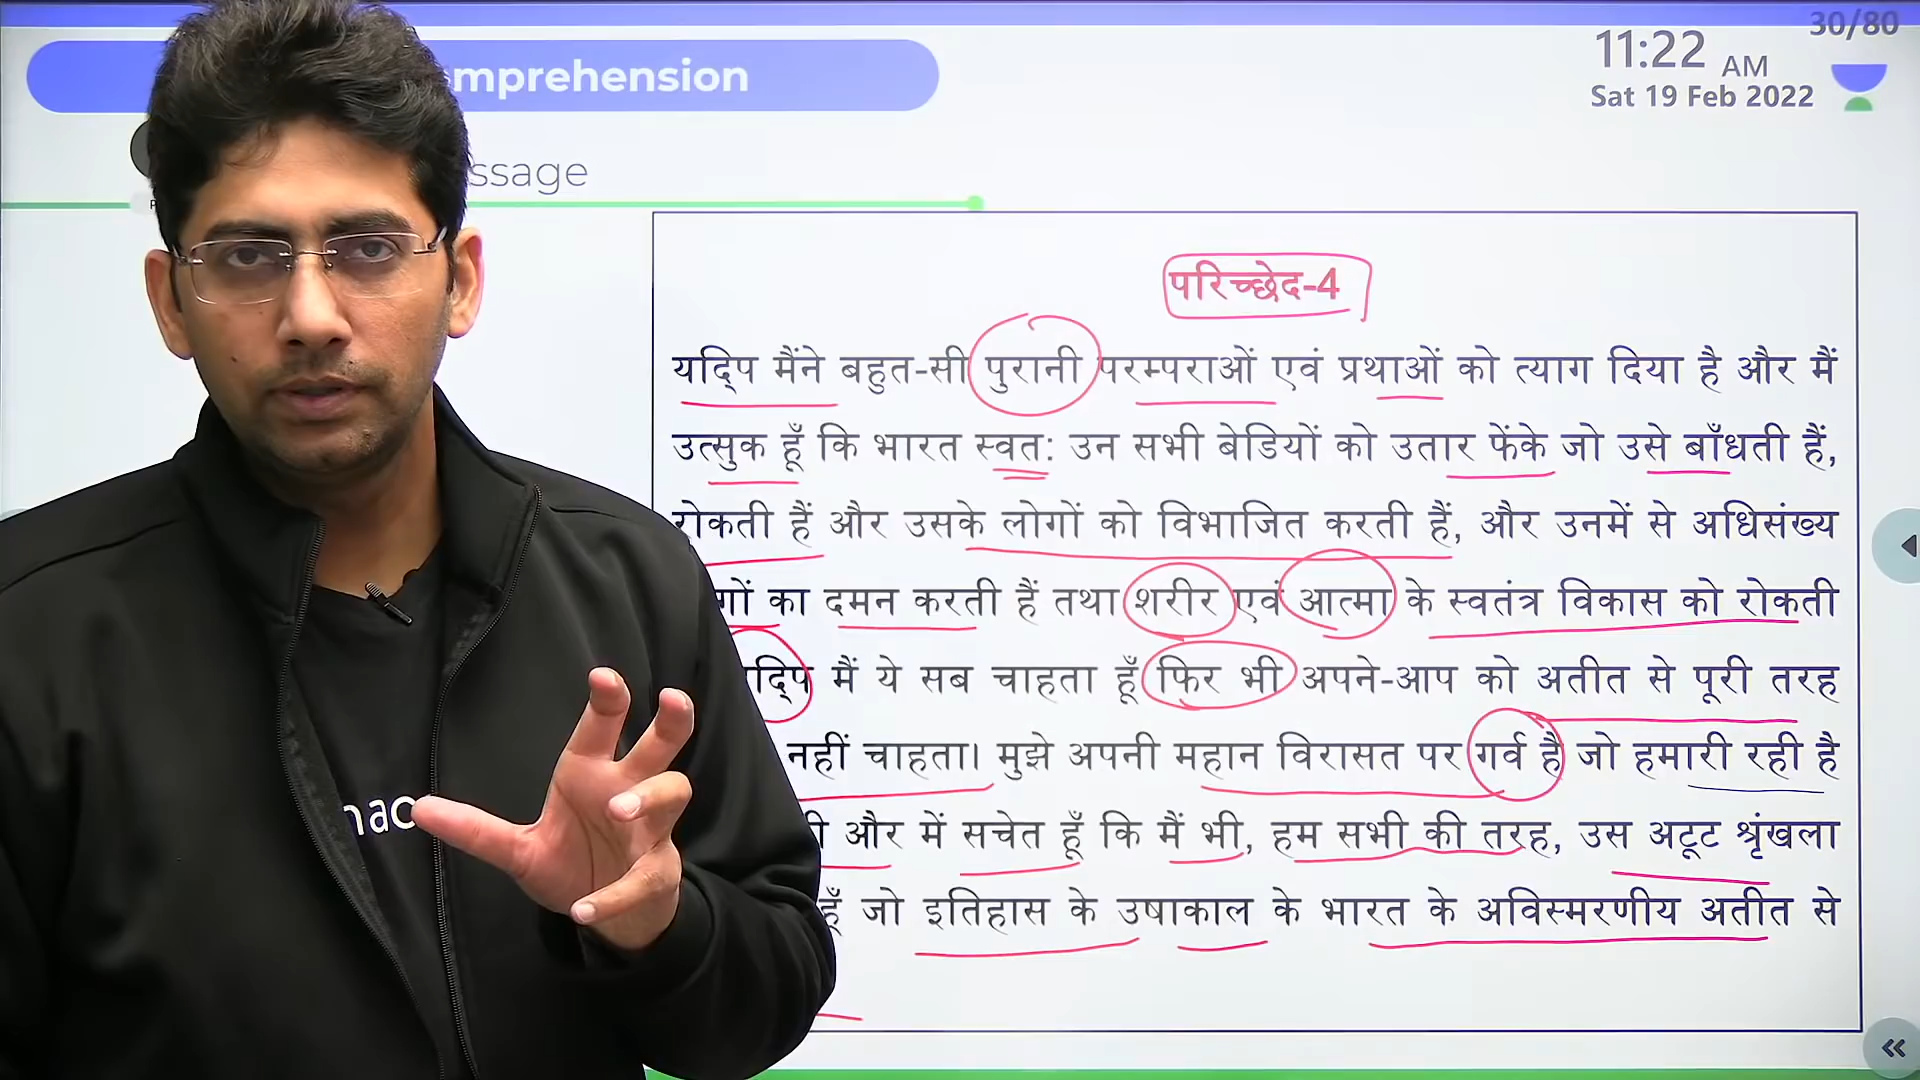 30/80
11:22 AM
Sat 19 Feb 2022
mprehension
ssage
परिच्छेद-4
यद्पि मैंने बहुत-सी पुरानी परम्पराओं एवं प्रथाओं को त्याग दिया है और मैं
उत्सुक हूँ कि भारत स्वत: उन सभी बेडियों को उतार फेंके जो उसे बाँधती हैं,
रोकती हैं और उसके लोगों को विभाजित करती हैं, और उनमें से अधिसंख्य
गों का दमन करती हैं तथा शरीर एवं आत्मा के स्वतंत्र विकास को रोकती
द्पि मैं ये सब चाहता हूँ फिर भी अपने-आप को अतीत से पूरी तरह
नहीं चाहता। मुझे अपनी महान विरासत पर गर्व है जो हमारी रही है
और में सचेत हूँ कि मैं भी, हम सभी की तरह, उस अटूट श्रृंखला
हूँ जो इतिहास के उषाकाल के भारत के अविस्मरणीय अतीत से
nac